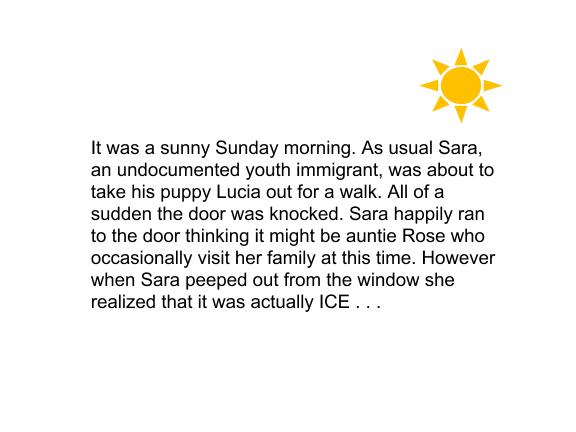 It was a sunny Sunday morning. As usual Sara,
an undocumented youth immigrant, was about to
take his puppy Lucia out for a walk. All of a
sudden the door was knocked. Sara happily ran
to the door thinking it might be auntie Rose who
occasionally visit her family at this time. However
when Sara peeped out from the window she
realized that it was actually ICE . . .